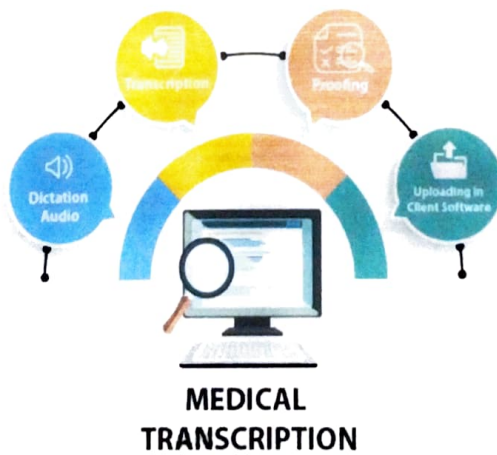 Transcription
Proofing
Dictation
Audio
Uploading in
Client Software
MEDICAL
TRANSCRIPTION